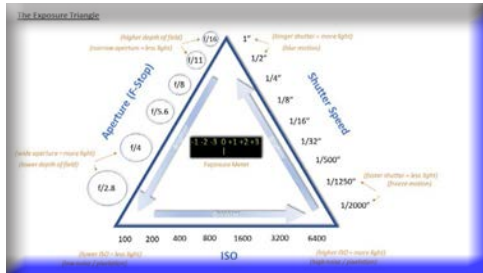 The Exposure Triangle
(higher depth of field)
(narrow aperture = less light)
f/16
1"
(longer shutter = more light)
(blur motion)
f/11
1/2"
f/8
1/4"
Aperture (F-Stop)
Shutter Speed
1/8"
f/5.6
1/16"
-1 -2 -3 0 +1 +2 +3
1/32"
f/4
Exposure Meter
1/500"
(wide aperture = more light)
(lower depth of field)
(faster shutter = less light)
(freeze motion)
f/2.8
1/1250"
1/2000"
100 200 400 800 1600 3200 6400
(lower ISO = less light)
ISO
(higher ISO = more light)